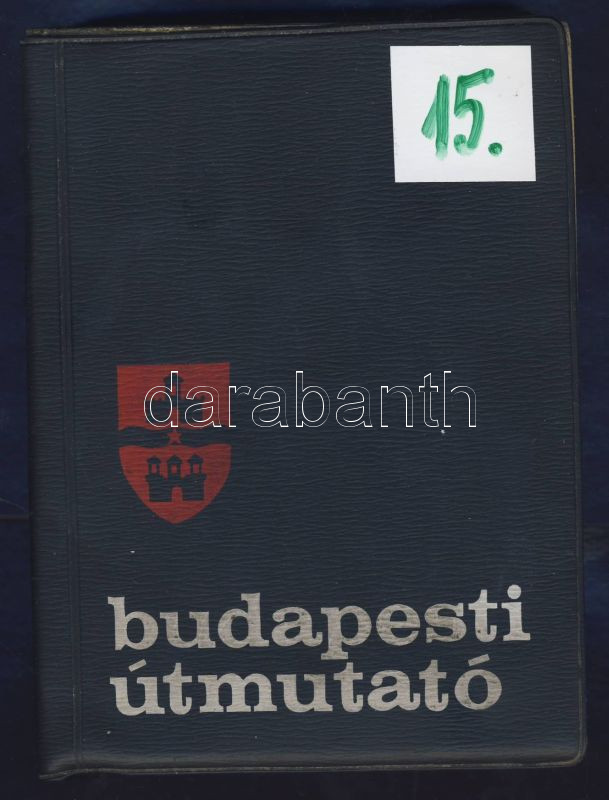 15.
darabanth
budapesti
útmutató